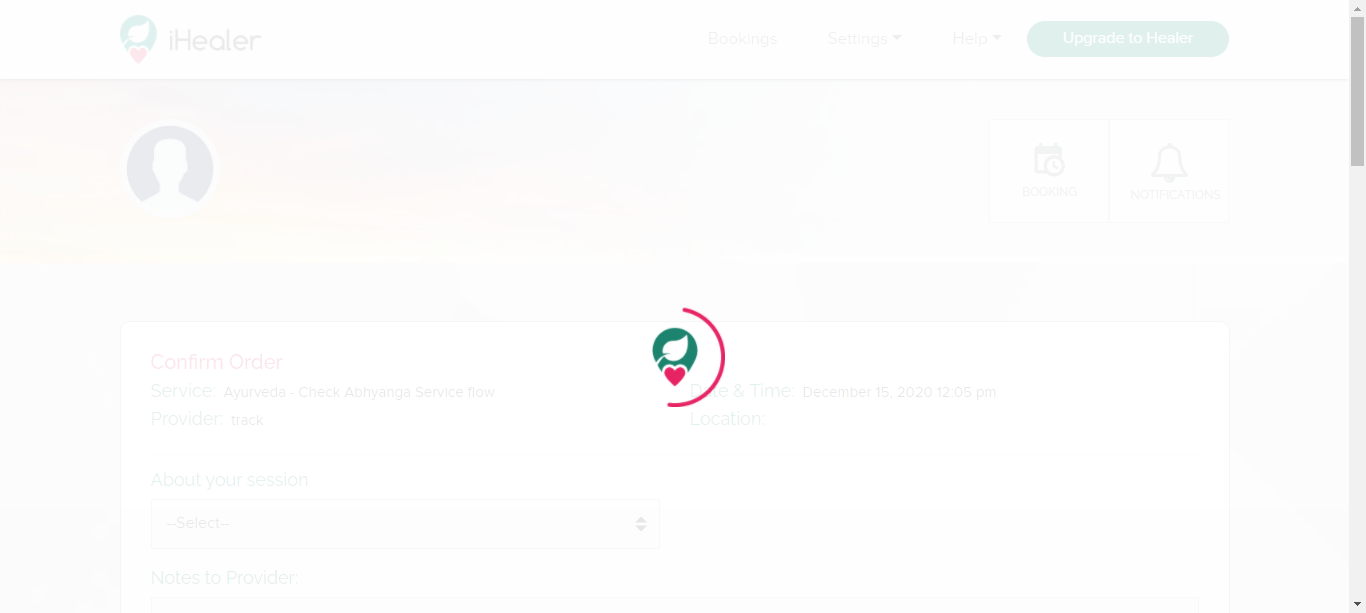 iHealer
Bookings
Settings
Help
Upgrade to Healer
BOOKING
NOTIFICATIONS
Confirm Order
Service: Ayurveda - Check Abhyanga Service flow
Date & Time: December 15, 2020 12:05 pm
Provider: track
Location:
About your session
--Select--
Notes to Provider: